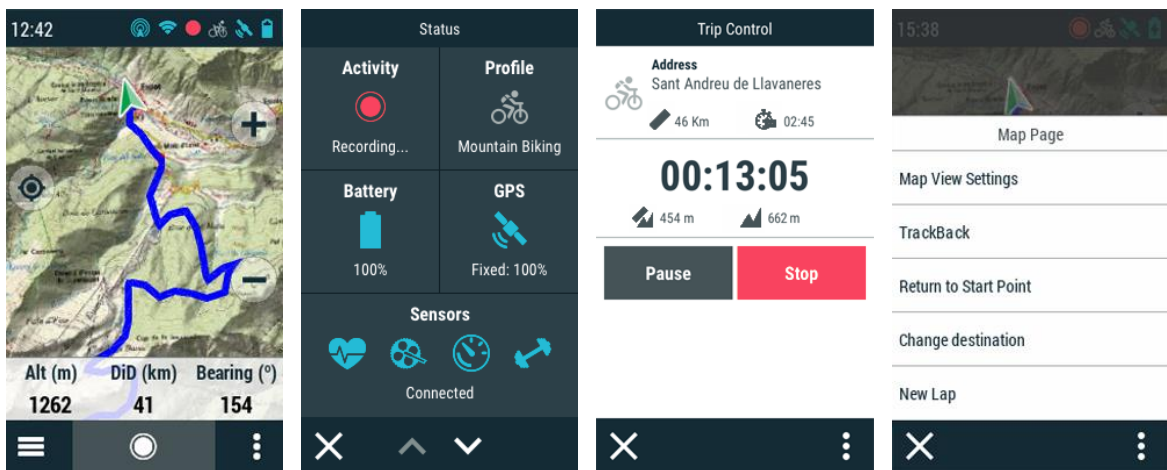 12:42
Alt (m) DiD (km) Bearing (º)
1262 41 154
Status
Activity Profile
Recording... Mountain Biking
Battery GPS
100% Fixed: 100%
Sensors
Connected
Trip Control
Address
Sant Andreu de Llavaneres
46 Km 02:45
00:13:05
454 m 662 m
Pause Stop
15:38
Map Page
Map View Settings
TrackBack
Return to Start Point
Change destination
New Lap